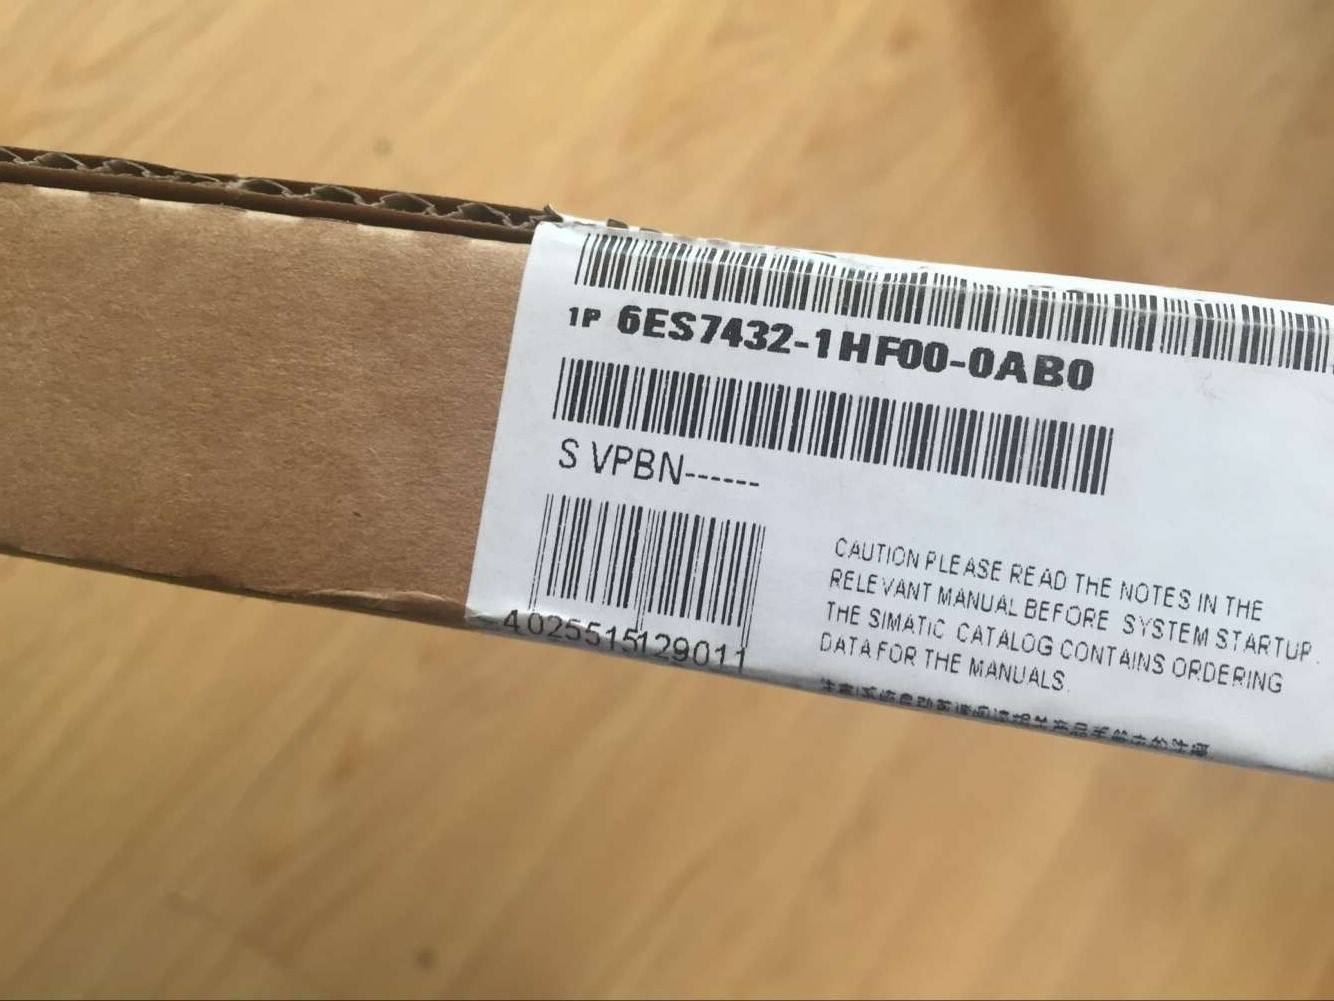 1P 6ES7432-1HF00-0AB0
S VPBN------
4025515129011
CAUTION PLEASE READ THE NOTES IN THE
RELEVANT MANUAL BEFORE SYSTEM STARTUP.
THE SIMATIC CATALOG CONTAINS ORDERING
DATA FOR THE MANUALS.